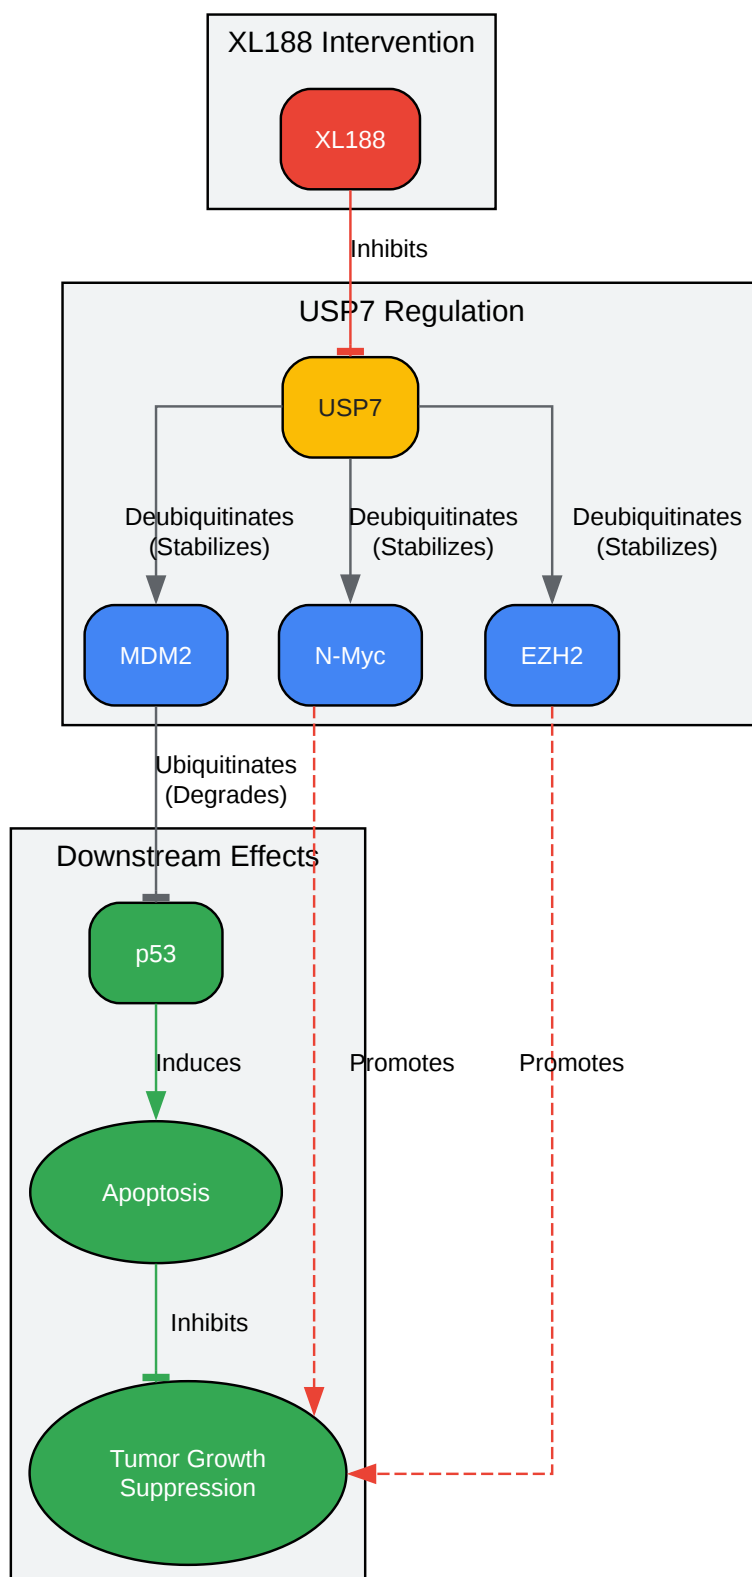 XL188 Intervention
XL188
Inhibits
USP7 Regulation
USP7
Deubiquitinates
(Stabilizes)
Deubiquitinates
(Stabilizes)
Deubiquitinates
(Stabilizes)
MDM2
N-Myc
EZH2
Ubiquitinates
(Degrades)
Downstream Effects
p53
Induces
Promotes
Promotes
Apoptosis
Inhibits
Tumor Growth
Suppression